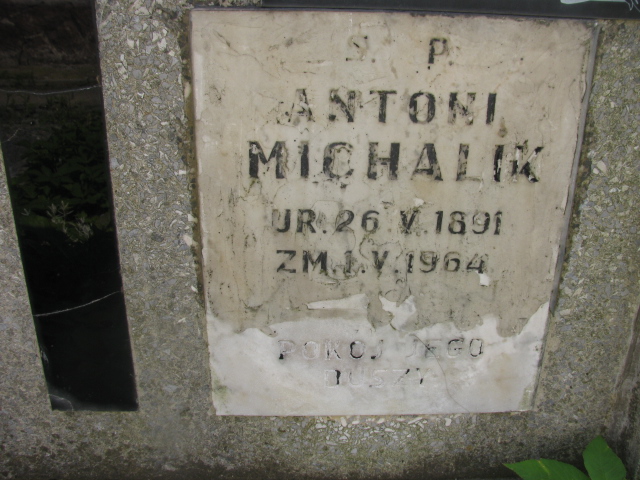 Ś. P.
ANTONI
MICHALIK
UR. 26 V. 1891
ZM. 1. V. 1964
POKÓJ JEGO
DUSZY